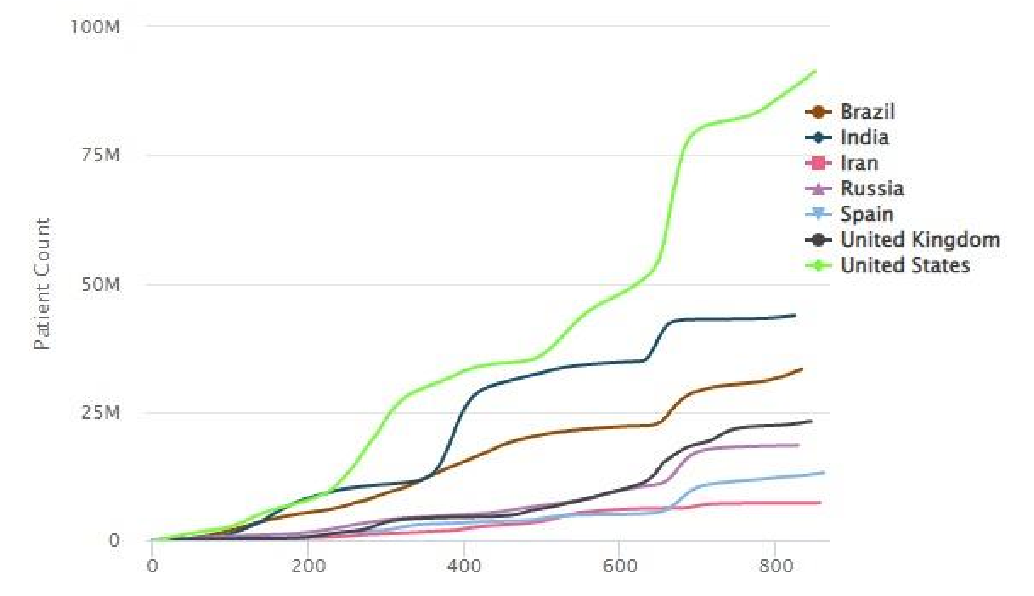 100M
75M
50M
25M
0
Patient Count
0 200 400 600 800
Brazil
India
Iran
Russia
Spain
United Kingdom
United States